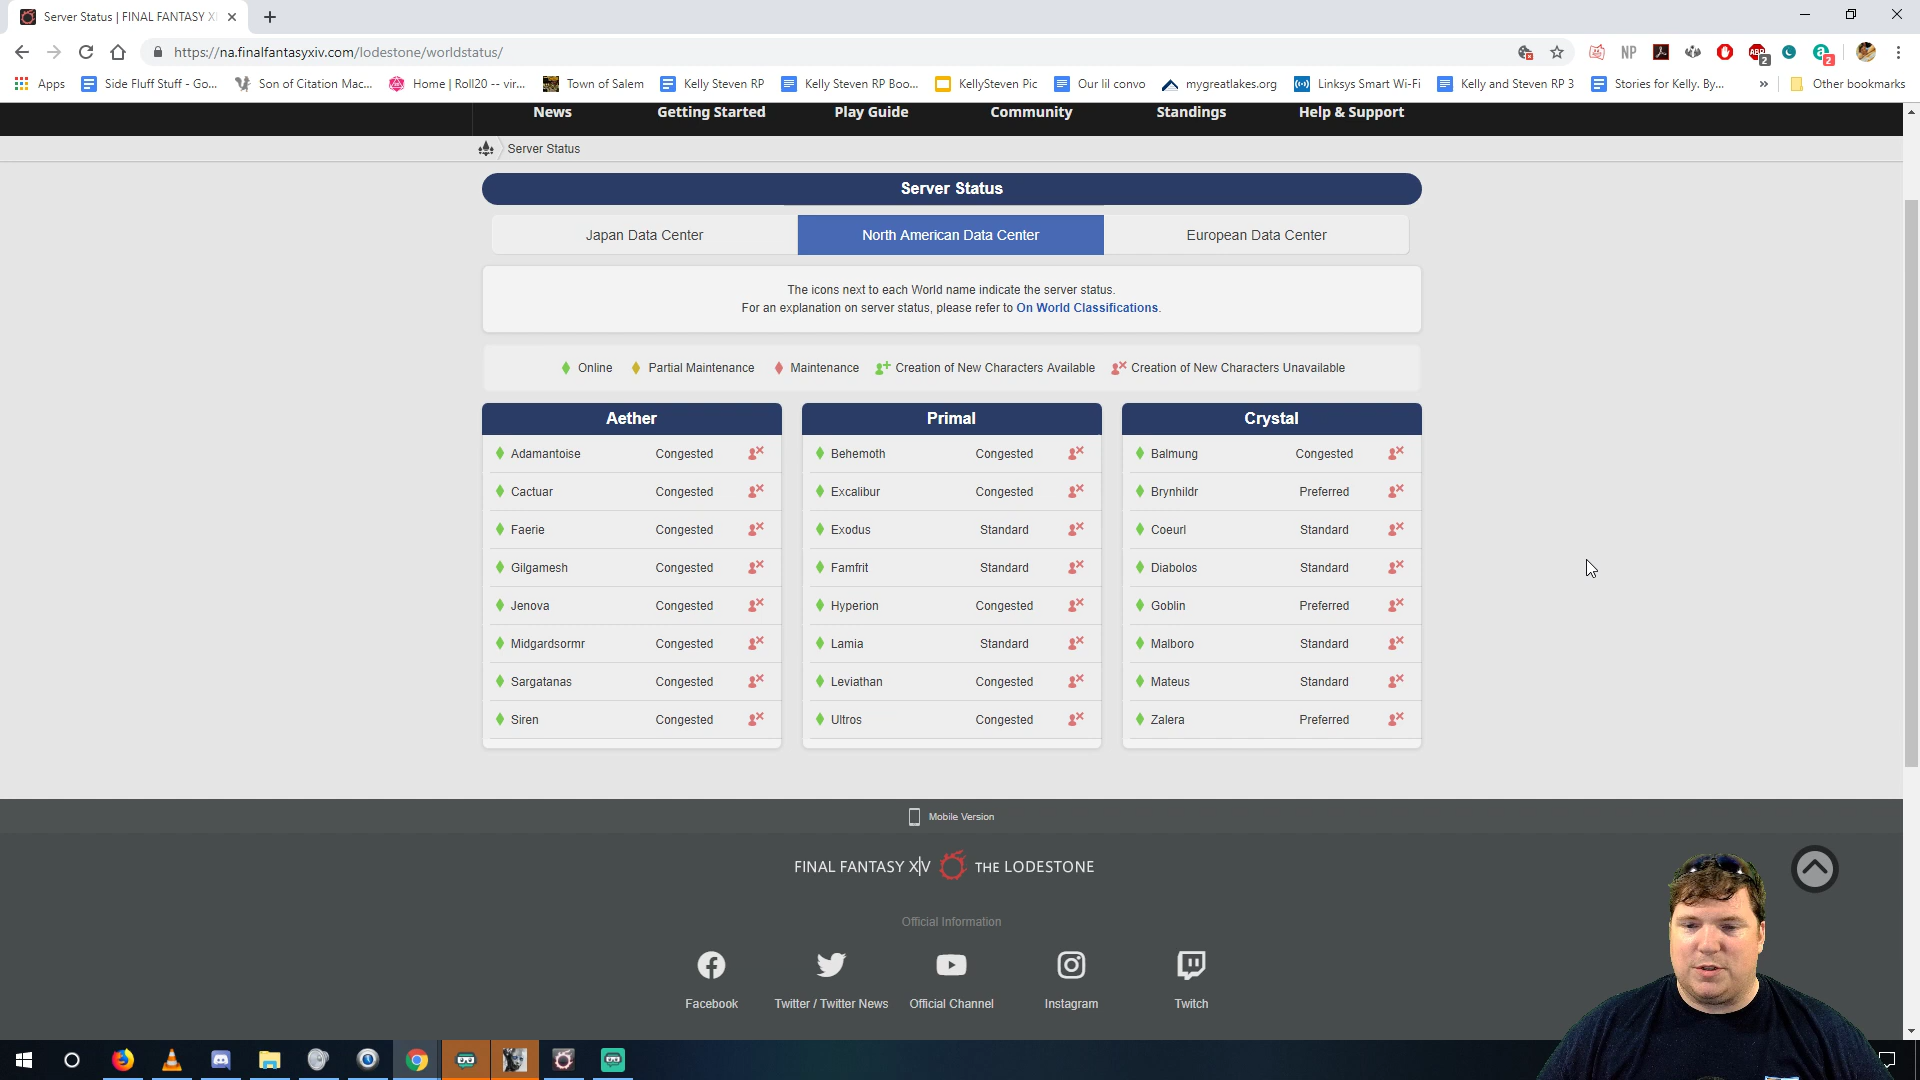 Server Status | FINAL FANTASY XI
https://na.finalfantasyxiv.com/lodestone/worldstatus/
NP
ABP
2
2
Apps
Side Fluff Stuff - Go...
Son of Citation Mac...
Home | Roll20 -- vir...
Town of Salem
Kelly Steven RP
Kelly Steven RP Boo...
KellySteven Pic
Our lil convo
mygreatlakes.org
Linksys Smart Wi-Fi
Kelly and Steven RP 3
Stories for Kelly. By...
»
Other bookmarks
News Getting Started Play Guide Community Standings Help & Support
Server Status
Server Status
Japan Data Center North American Data Center European Data Center
The icons next to each World name indicate the server status.
For an explanation on server status, please refer to On World Classifications.
Online Partial Maintenance Maintenance Creation of New Characters Available Creation of New Characters Unavailable
Aether
Adamantoise Congested
Cactuar Congested
Faerie Congested
Gilgamesh Congested
Jenova Congested
Midgardsormr Congested
Sargatanas Congested
Siren Congested
Primal
Behemoth Congested
Excalibur Congested
Exodus Standard
Famfrit Standard
Hyperion Congested
Lamia Standard
Leviathan Congested
Ultros Congested
Crystal
Balmung Congested
Brynhildr Preferred
Coeurl Standard
Diabolos Standard
Goblin Preferred
Malboro Standard
Mateus Standard
Zalera Preferred
Mobile Version
FINAL FANTASY XIV THE LODESTONE
Official Information
Facebook Twitter / Twitter News Official Channel Instagram Twitch